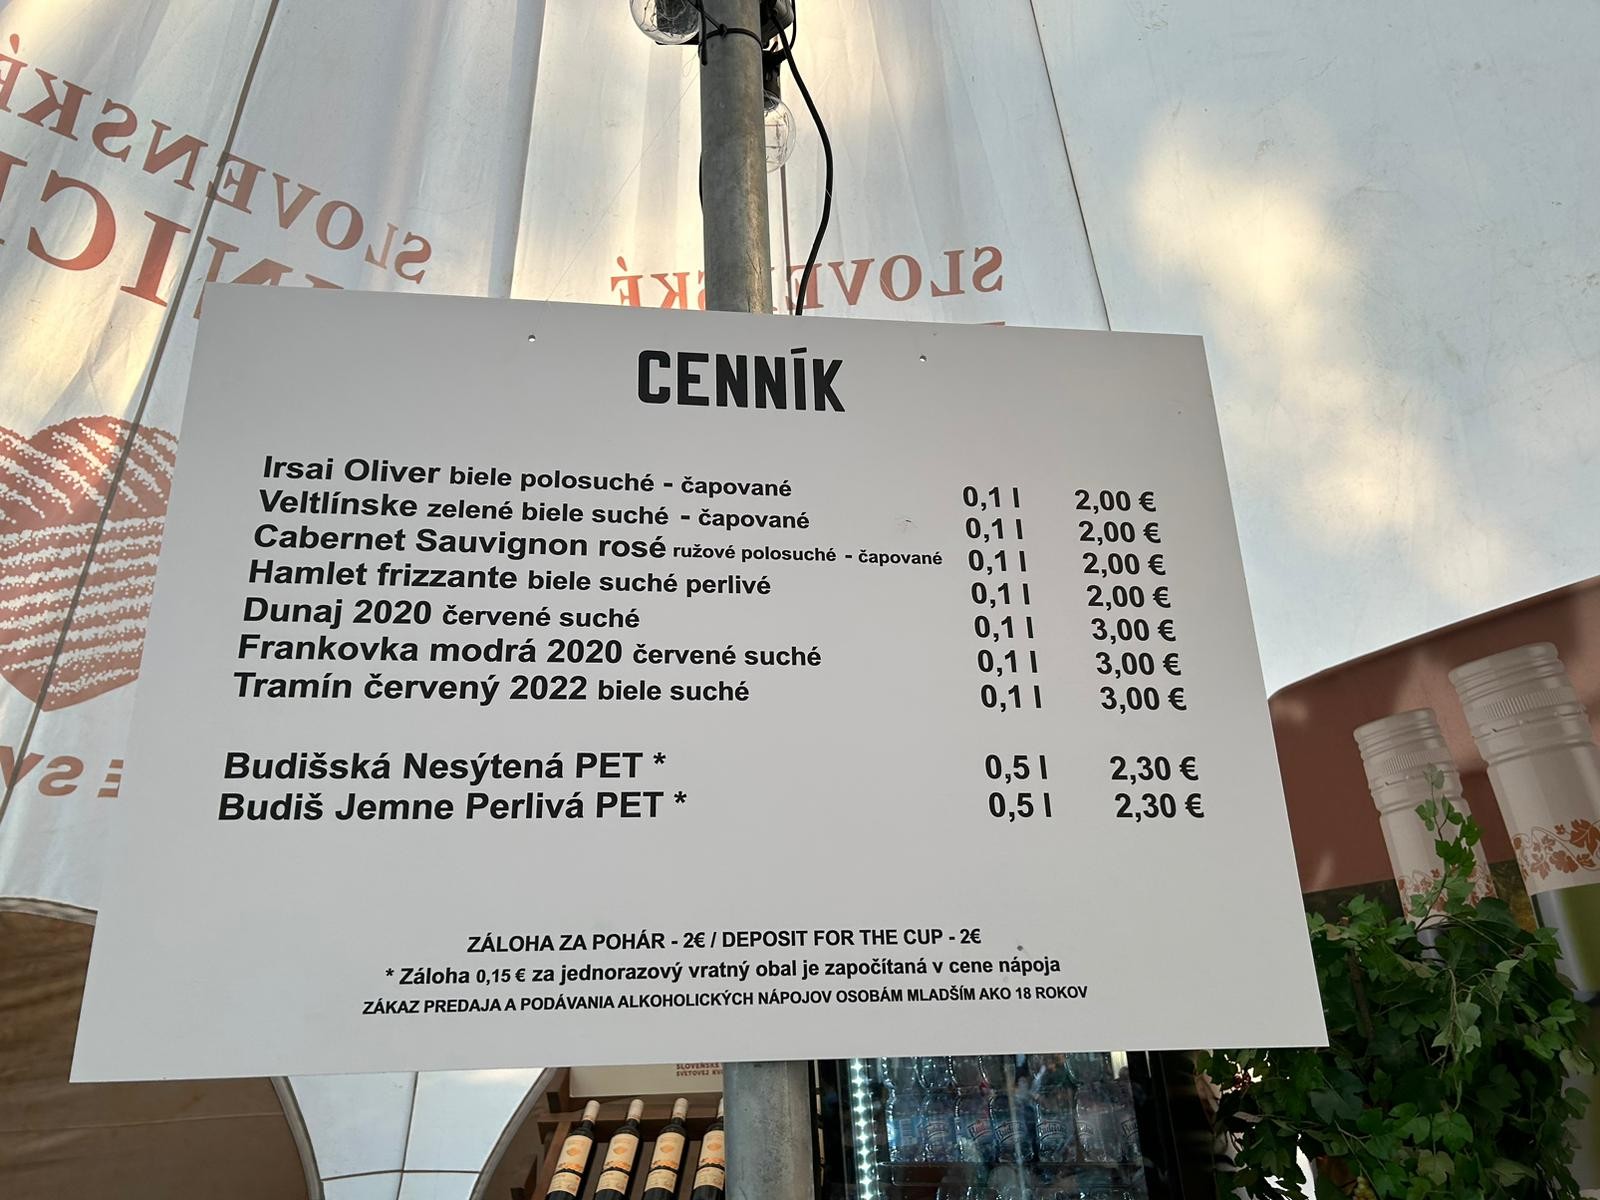 SLOVENSKÉ
SLOVENSKÉ
CENNÍK
Irsai Oliver biele polosuché - čapované 0,1 l 2,00 €
Veltlínske zelené biele suché - čapované 0,1 l 2,00 €
Cabernet Sauvignon rosé ružové polosuché - čapované 0,1 l 2,00 €
Hamlet frizzante biele suché perlivé 0,1 l 2,00 €
Dunaj 2020 červené suché 0,1 l 3,00 €
Frankovka modrá 2020 červené suché 0,1 l 3,00 €
Tramín červený 2022 biele suché 0,1 l 3,00 €
Budišská Nesýtená PET * 0,5 l 2,30 €
Budiš Jemne Perlivá PET * 0,5 l 2,30 €
ZÁLOHA ZA POHÁR - 2€ / DEPOSIT FOR THE CUP - 2€
* Záloha 0,15 € za jednorazový vratný obal je započítaná v cene nápoja
ZÁKAZ PREDAJA A PODÁVANIA ALKOHOLICKÝCH NÁPOJOV OSOBÁM MLADŠÍM AKO 18 ROKOV